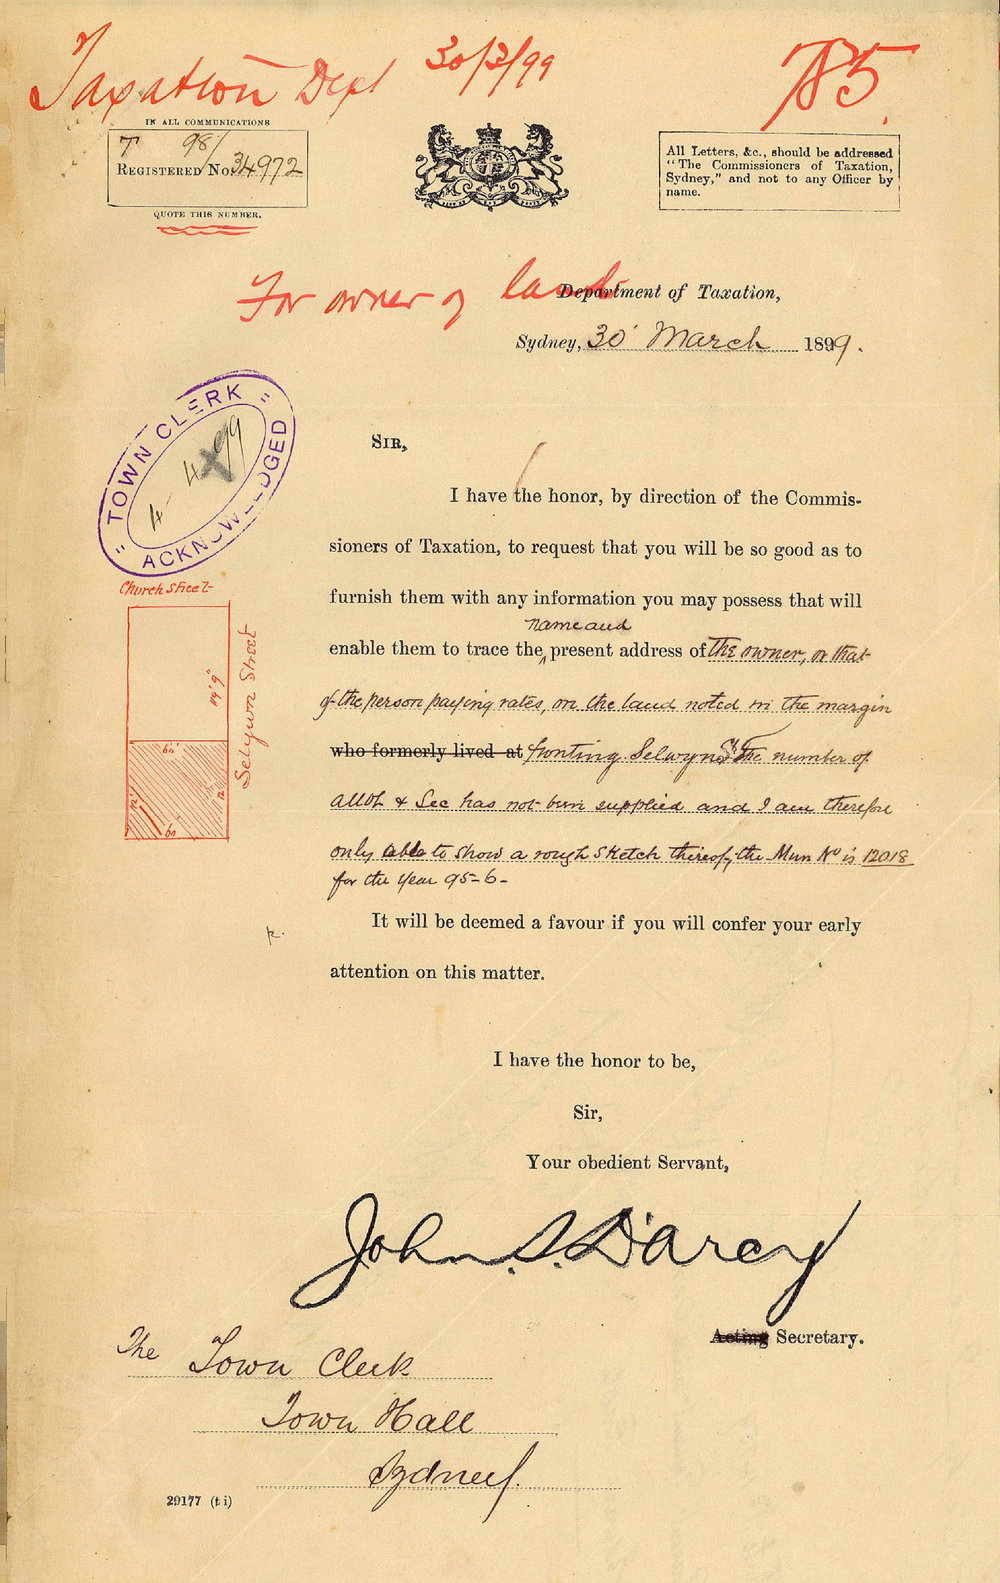 Taxation Dept 30/3/99
785
IN ALL COMMUNICATIONS
T 98/
REGISTERED No 34972
QUOTE THIS NUMBER.
All Letters, &c., should be addressed
"The Commissioners of Taxation,
Sydney," and not to any Officer by
name.
For owner of land
Department of Taxation,
Sydney, 30 March 1899.
"TOWN CLERK"
4-4-99
ACKNOWLEDGED
SIR,
I have the honor, by direction of the Commis-
sioners of Taxation, to request that you will be so good as to
furnish them with any information you may possess that will
name and
enable them to trace the present address of the owner, or that
of the person paying rates, on the land noted in the margin
who formerly lived at fronting Selwyn St The number of
allot & Sec has not been supplied and I am therefore
only able to show a rough sketch thereof, the Mun No is 12018
for the year 95-6-
Church Street
Selywn Street
119' 9"
60'
12'
12'
60'
It will be deemed a favour if you will confer your early
attention on this matter.
I have the honor to be,
Sir,
Your obedient Servant,
John S. D'arcy
Acting Secretary.
The Town Clerk
Town Hall
Sydney.
29177 (t i)